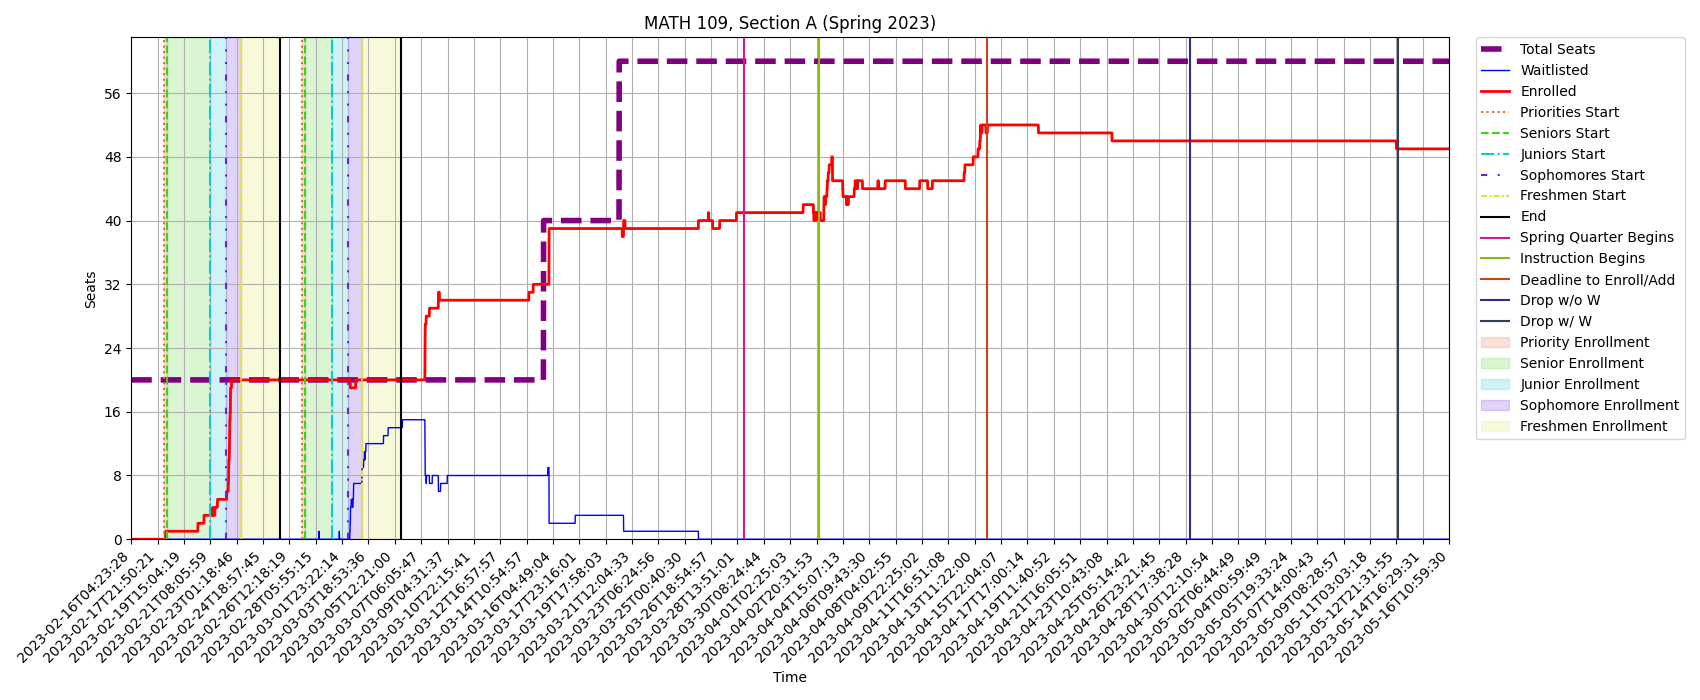 MATH 109, Section A (Spring 2023)
Seats
56
48
40
32
24
16
8
0
2023-02-16T04:23:28
2023-02-17T21:50:21
2023-02-19T15:04:19
2023-02-21T08:05:59
2023-02-23T01:18:46
2023-02-24T18:57:45
2023-02-26T12:18:19
2023-02-28T05:55:15
2023-03-01T23:22:14
2023-03-03T18:53:36
2023-03-05T12:21:00
2023-03-07T06:05:47
2023-03-09T04:31:37
2023-03-10T22:15:41
2023-03-12T16:57:57
2023-03-14T10:54:57
2023-03-16T04:49:04
2023-03-17T23:16:01
2023-03-19T17:58:03
2023-03-21T12:04:33
2023-03-23T06:24:56
2023-03-25T00:40:30
2023-03-26T18:54:57
2023-03-28T13:51:01
2023-03-30T08:24:44
2023-04-01T02:25:03
2023-04-02T20:31:53
2023-04-04T15:07:13
2023-04-06T09:43:30
2023-04-08T04:02:55
2023-04-09T22:25:02
2023-04-11T16:51:08
2023-04-13T11:22:00
2023-04-15T22:04:07
2023-04-17T17:00:14
2023-04-19T11:40:52
2023-04-21T16:05:51
2023-04-23T10:43:08
2023-04-25T05:14:42
2023-04-26T23:21:45
2023-04-28T17:38:28
2023-04-30T12:10:54
2023-05-02T06:44:49
2023-05-04T00:59:49
2023-05-05T19:33:24
2023-05-07T14:00:43
2023-05-09T08:28:57
2023-05-11T03:03:18
2023-05-12T21:31:55
2023-05-14T16:29:31
2023-05-16T10:59:30
Time
Total Seats
Waitlisted
Enrolled
Priorities Start
Seniors Start
Juniors Start
Sophomores Start
Freshmen Start
End
Spring Quarter Begins
Instruction Begins
Deadline to Enroll/Add
Drop w/o W
Drop w/ W
Priority Enrollment
Senior Enrollment
Junior Enrollment
Sophomore Enrollment
Freshmen Enrollment